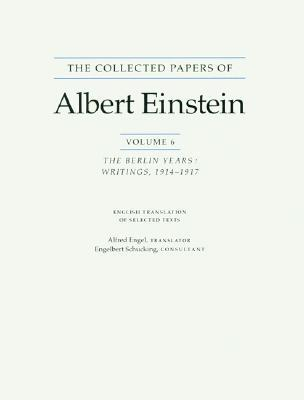 THE COLLECTED PAPERS OF
Albert Einstein
VOLUME 6
THE BERLIN YEARS:
WRITINGS, 1914–1917
ENGLISH TRANSLATION
OF SELECTED TEXTS
Alfred Engel, TRANSLATOR
Engelbert Schucking, CONSULTANT